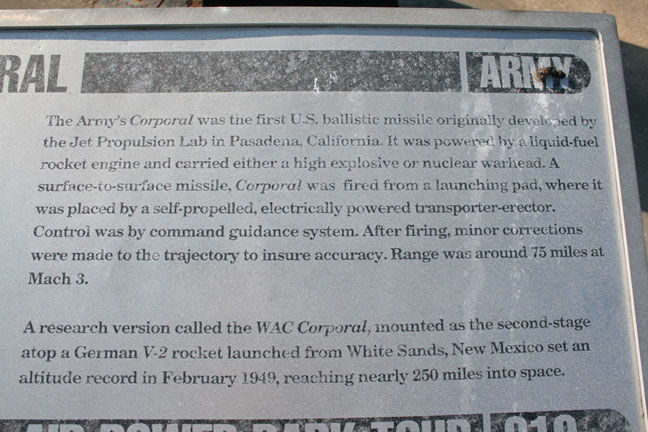 RAL ARMY
The Army's Corporal was the first U.S. ballistic missile originally developed by
the Jet Propulsion Lab in Pasadena, California. It was powered by a liquid-fuel
rocket engine and carried either a high explosive or nuclear warhead. A
surface-to-surface missile, Corporal was fired from a launching pad, where it
was placed by a self-propelled, electrically powered transporter-erector.
Control was by command guidance system. After firing, minor corrections
were made to the trajectory to insure accuracy. Range was around 75 miles at
Mach 3.
A research version called the WAC Corporal, mounted as the second-stage
atop a German V-2 rocket launched from White Sands, New Mexico set an
altitude record in February 1949, reaching nearly 250 miles into space.
AIR POWER PARK TOUR 919